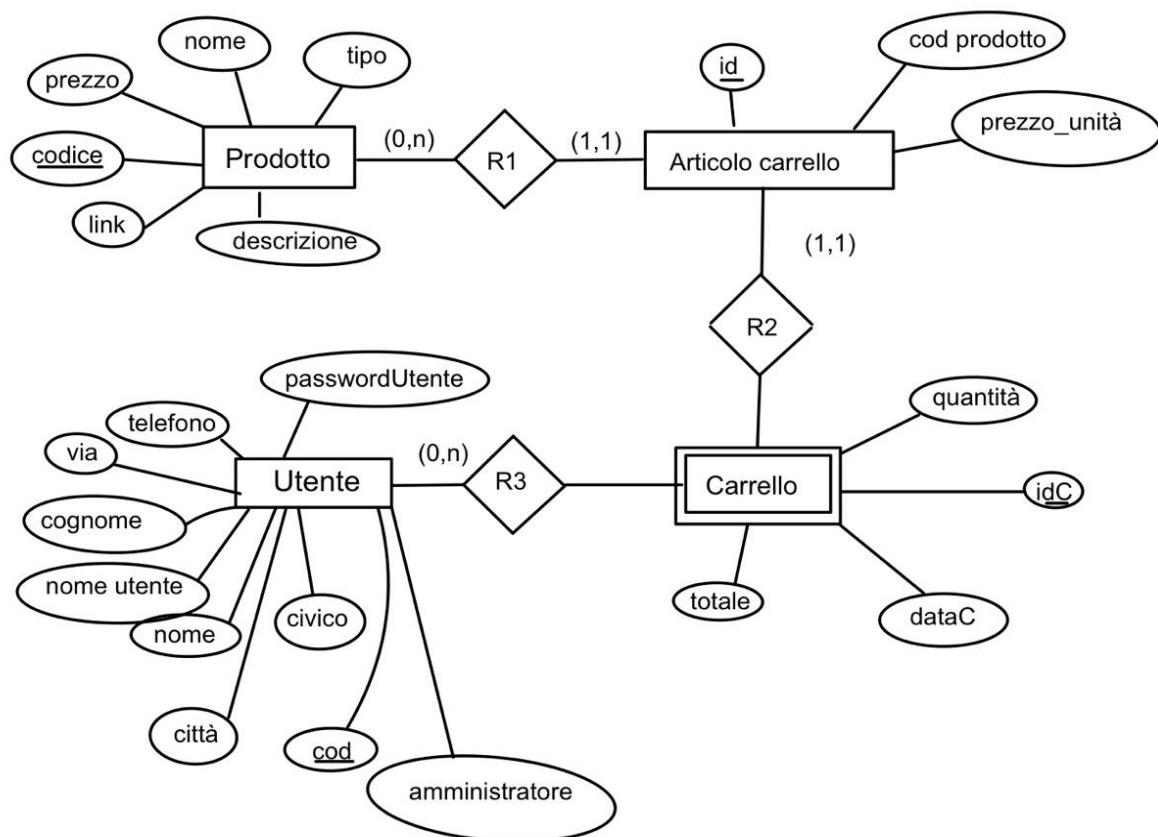 nome
tipo
prezzo
codice
link
descrizione
Prodotto
(0,n)
R1
(1,1)
id
cod prodotto
prezzo_unità
Articolo carrello
(1,1)
R2
passwordUtente
telefono
via
cognome
nome utente
nome
città
civico
cod
amministratore
Utente
(0,n)
R3
Carrello
quantità
idC
dataC
totale